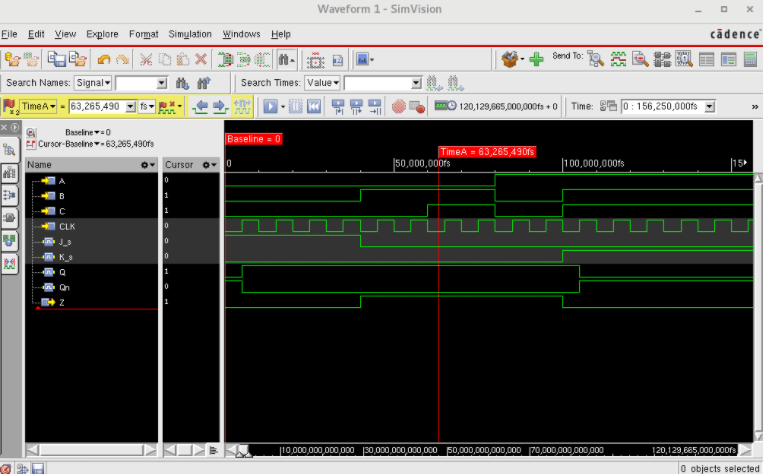 Waveform 1 - SimVision
File Edit View Explore Format Simulation Windows Help
cādence
Send To:
Search Names: Signal
Search Times: Value
x2 TimeA = 63,265,490 fs
120,129,665,000,000fs + 0
Time: 0 : 156,250,000fs
Baseline = 0
Cursor-Baseline = 63,265,490fs
Baseline = 0
TimeA = 63,265,490fs
Name Cursor
0 50,000,000fs 100,000,000fs 15
A 0
B 1
C 1
CLK 0
J_s 0
K_s 0
Q 1
Qn 0
Z 1
10,000,000,000,000 30,000,000,000,000 50,000,000,000,000 70,000,000,000,000 120,129,665,000,000fs
0 objects selected